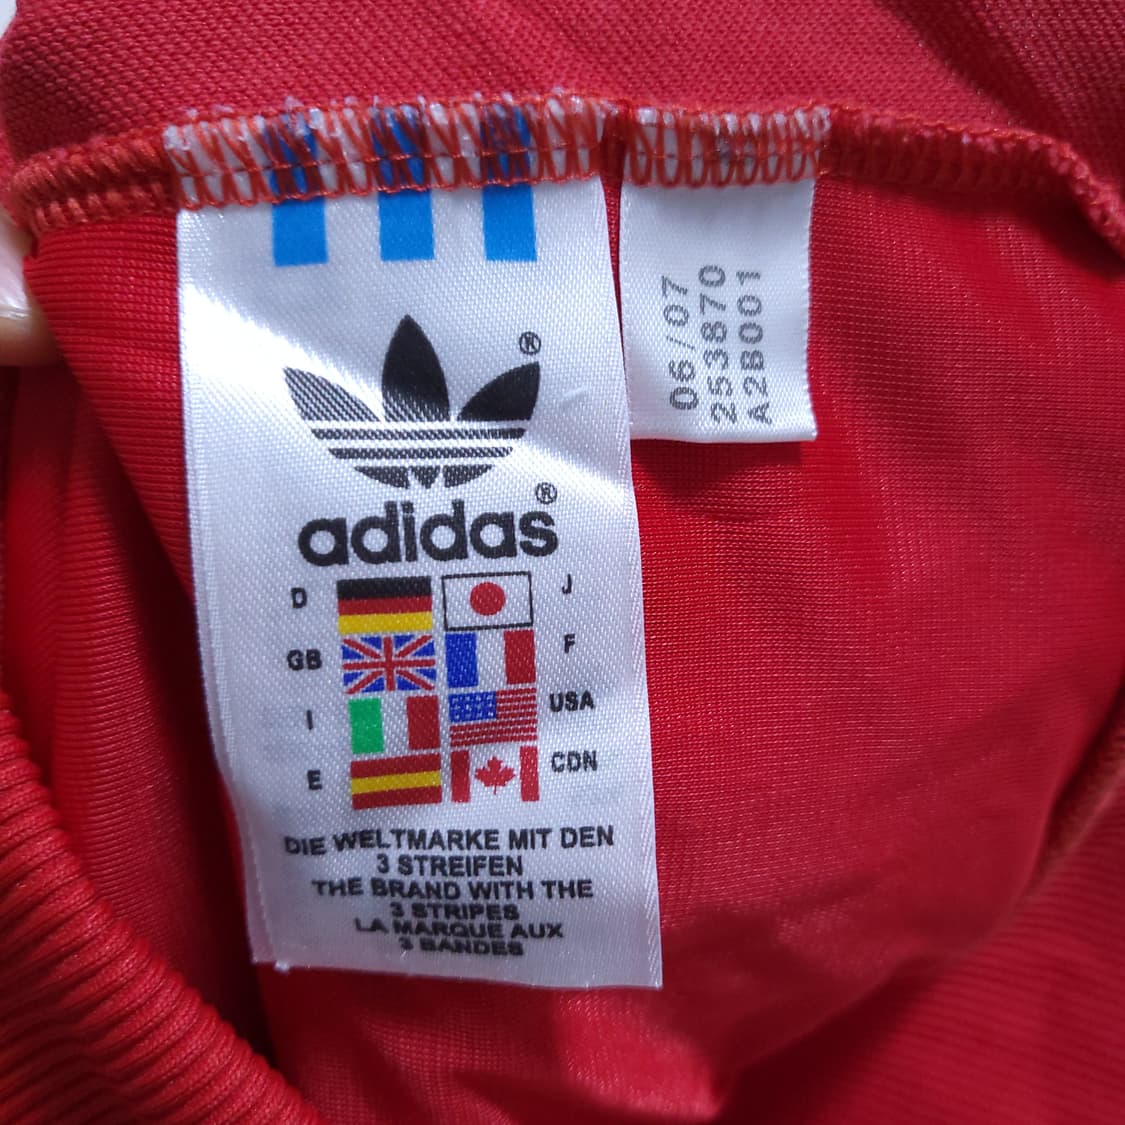 ®
®
adidas
D J
GB F
I USA
E CDN
DIE WELTMARKE MIT DEN
3 STREIFEN
THE BRAND WITH THE
3 STRIPES
LA MARQUE AUX
3 BANDES
06/07
253870
A2B001